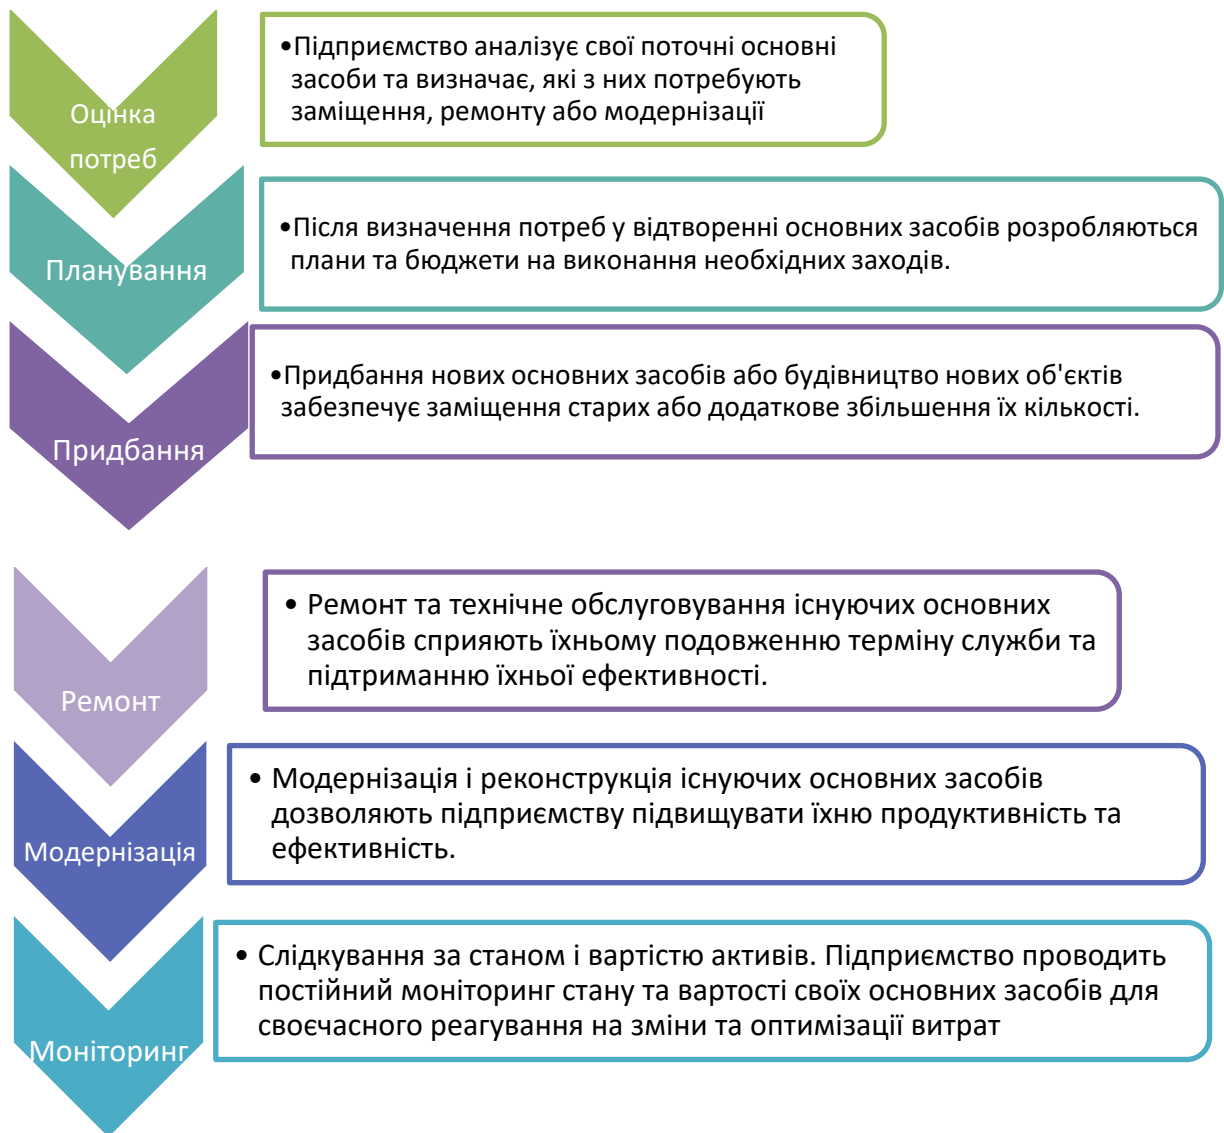 Оцінка
потреб
•Підприємство аналізує свої поточні основні
засоби та визначає, які з них потребують
заміщення, ремонту або модернізації
Планування
•Після визначення потреб у відтворенні основних засобів розробляються
плани та бюджети на виконання необхідних заходів.
Придбання
•Придбання нових основних засобів або будівництво нових об'єктів
забезпечує заміщення старих або додаткове збільшення їх кількості.
Ремонт
• Ремонт та технічне обслуговування існуючих основних
засобів сприяють їхньому подовженню терміну служби та
підтриманню їхньої ефективності.
Модернізація
• Модернізація і реконструкція існуючих основних засобів
дозволяють підприємству підвищувати їхню продуктивність та
ефективність.
Моніторинг
• Слідкування за станом і вартістю активів. Підприємство проводить
постійний моніторинг стану та вартості своїх основних засобів для
своєчасного реагування на зміни та оптимізації витрат